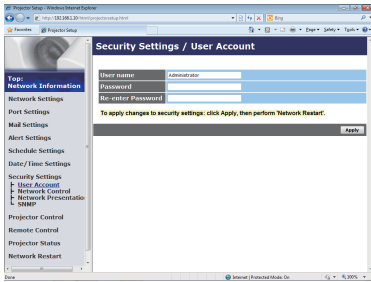 Projector Setup - Windows Internet Explorer
http://192.168.1.10/html/projectorsetup.html
Bing
Favorites
Projector Setup
Page
Safety
Tools
Security Settings / User Account
Top:
Network Information
Network Settings
Port Settings
Mail Settings
Alert Settings
Schedule Settings
Date/Time Settings
Security Settings
User Account
Network Control
Network Presentation
SNMP
Projector Control
Remote Control
Projector Status
Network Restart
User name
Administrator
Password
Re-enter Password
To apply changes to security settings: click Apply, then perform 'Network Restart'.
Apply
Done
Internet | Protected Mode: On
100%